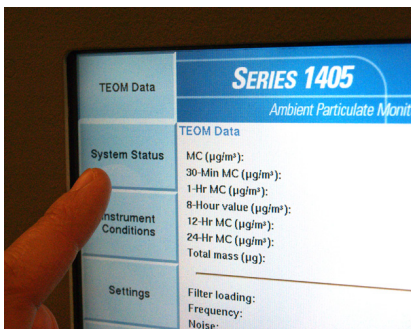 TEOM Data
System Status
Instrument
Conditions
Settings
SERIES 1405
Ambient Particulate
TEOM Data
MC (µg/m³):
30-Min MC (µg/m³):
1-Hr MC (µg/m³):
8-Hour value (µg/m³):
12-Hr MC (µg/m³):
24-Hr MC (µg/m³):
Total mass (µg):
Filter loading:
Frequency:
Noise: